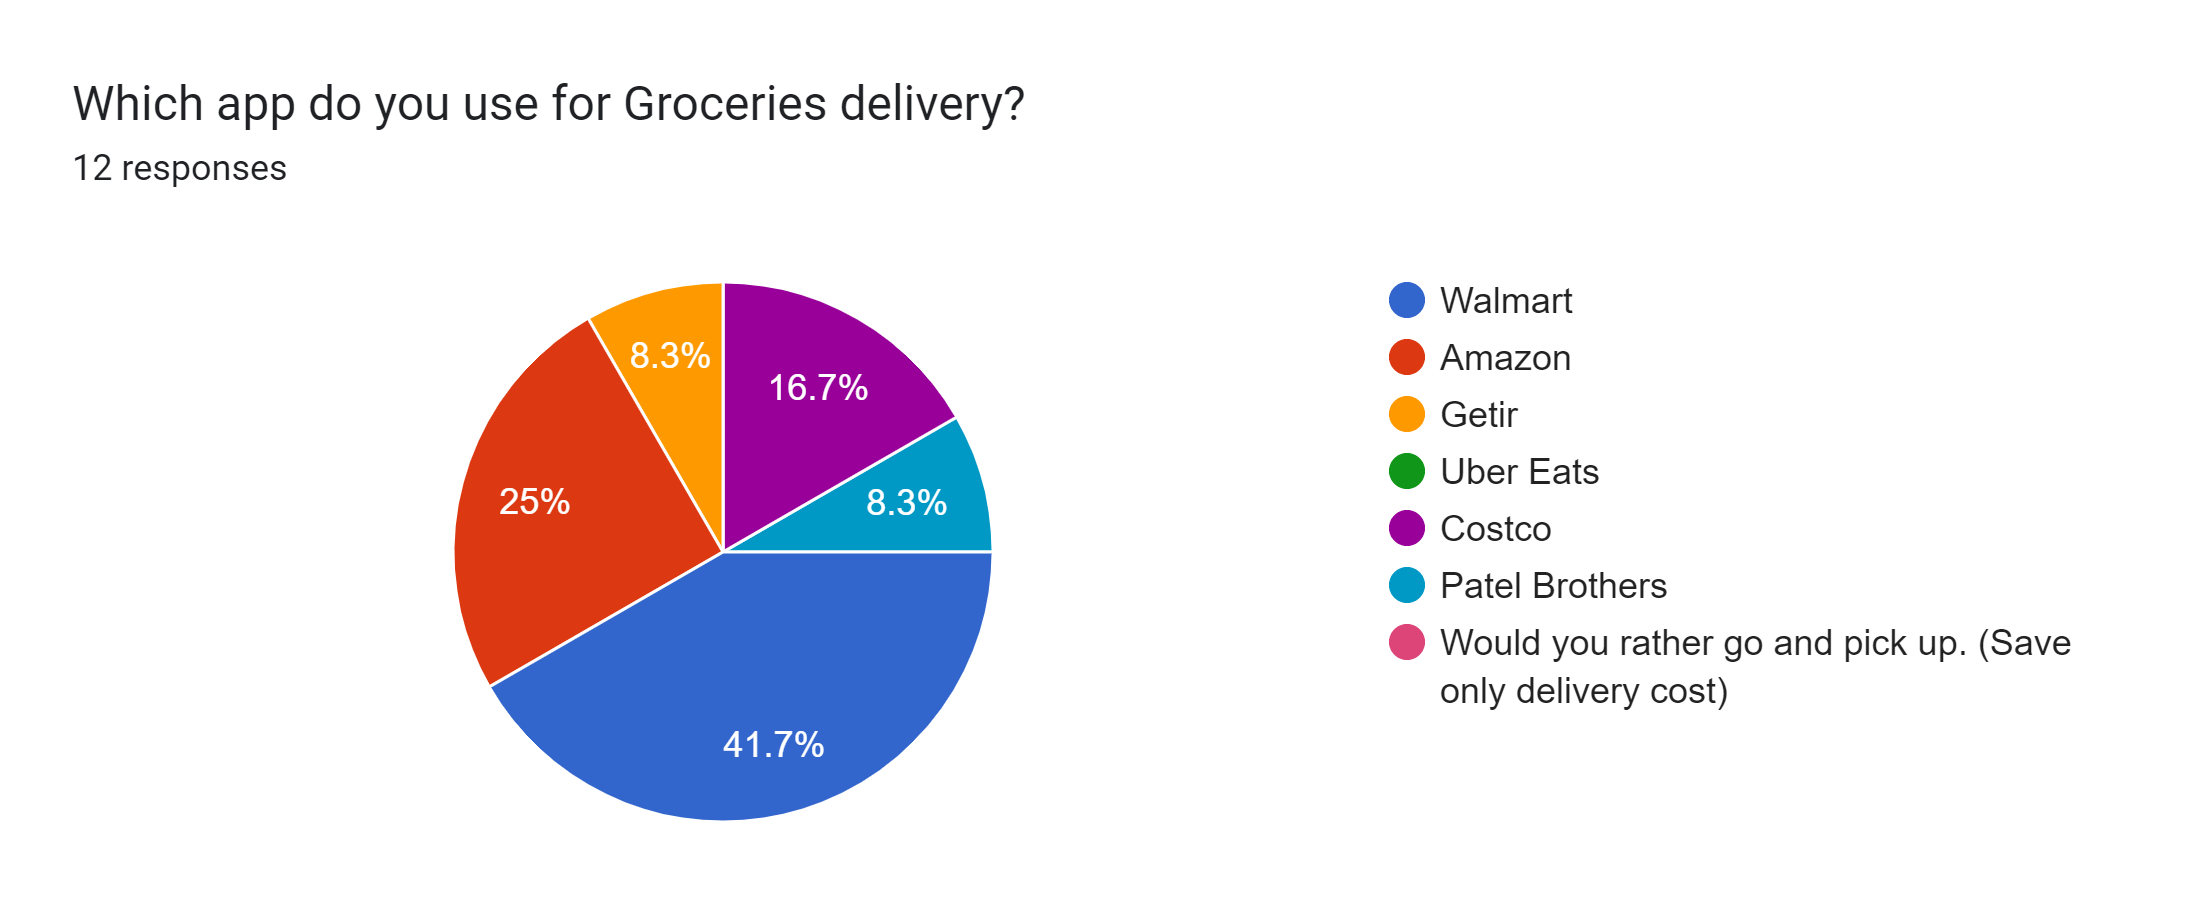 Which app do you use for Groceries delivery?
12 responses
8.3%
16.7%
25%
8.3%
41.7%
Walmart
Amazon
Getir
Uber Eats
Costco
Patel Brothers
Would you rather go and pick up. (Save
only delivery cost)